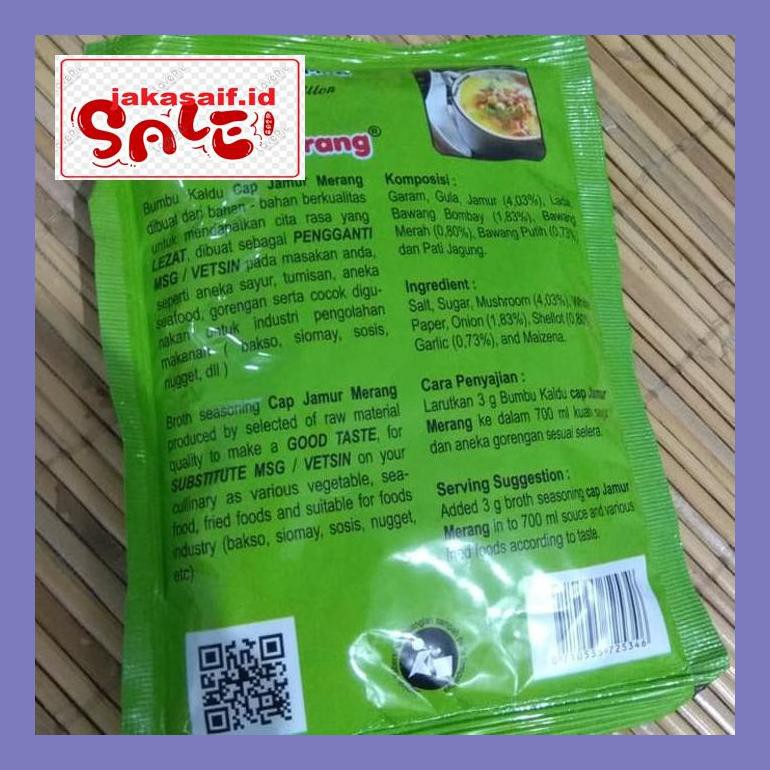 jakasaif.id
SALE
rang®
Bumbu Kaldu Cap Jamur Merang
dibuat dari bahan - bahan berkualitas
untuk mendapatkan cita rasa yang
LEZAT, dibuat sebagai PENGGANTI
MSG / VETSIN pada masakan anda,
seperti aneka sayur, tumisan, aneka
seafood, gorengan serta cocok digu-
nakan untuk industri pengolahan
makanan ( bakso, siomay, sosis,
nugget, dll )
Broth seasoning Cap Jamur Merang
produced by selected of raw material
quality to make a GOOD TASTE, for
SUBSTITUTE MSG / VETSIN on your
cullinary as various vegetable, sea-
food, fried foods and suitable for foods
industry (bakso, siomay, sosis, nugget,
etc)
Komposisi :
Garam, Gula, Jamur (4,03%), Lada,
Bawang Bombay (1,83%), Bawang
Merah (0,80%), Bawang Putih (0,73%)
dan Pati Jagung.
Ingredient :
Salt, Sugar, Mushroom (4,03%), White
Paper, Onion (1,83%), Shellot (0,80%)
Garlic (0,73%), and Maizena.
Cara Penyajian :
Larutkan 3 g Bumbu Kaldu cap Jamur
Merang ke dalam 700 ml kuah sayur
dan aneka gorengan sesuai selera.
Serving Suggestion :
Added 3 g broth seasoning cap Jamur
Merang in to 700 ml souce and various
fried foods according to taste.